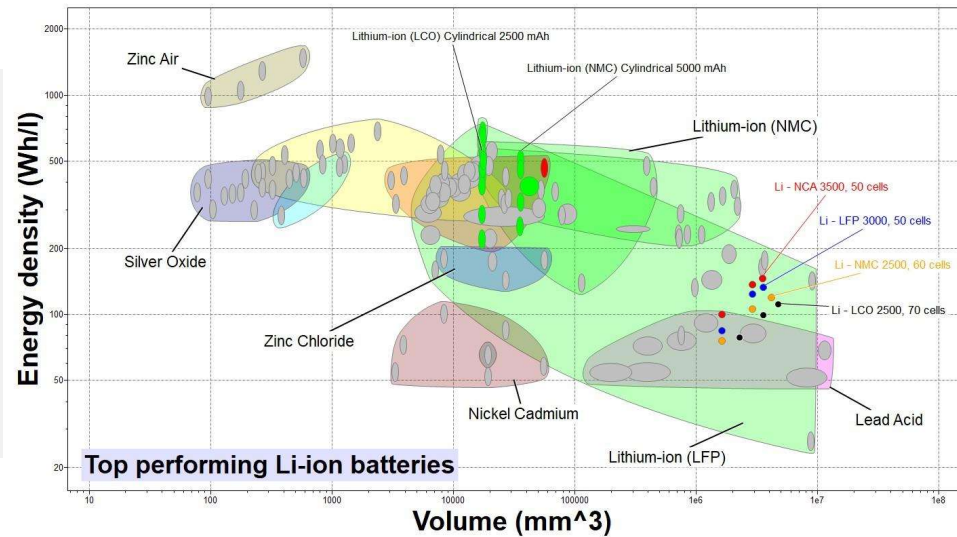 Energy density (Wh/l)
2000
1000
500
200
100
50
20
Zinc Air
Lithium-ion (LCO) Cylindrical 2500 mAh
Lithium-ion (NMC) Cylindrical 5000 mAh
Lithium-ion (NMC)
Li - NCA 3500, 50 cells
Li - LFP 3000, 50 cells
Li - NMC 2500, 60 cells
Li - LCO 2500, 70 cells
Silver Oxide
Zinc Chloride
Nickel Cadmium
Lead Acid
Lithium-ion (LFP)
Top performing Li-ion batteries
10
100
1000
10000
100000
1e6
1e7
1e8
Volume (mm^3)